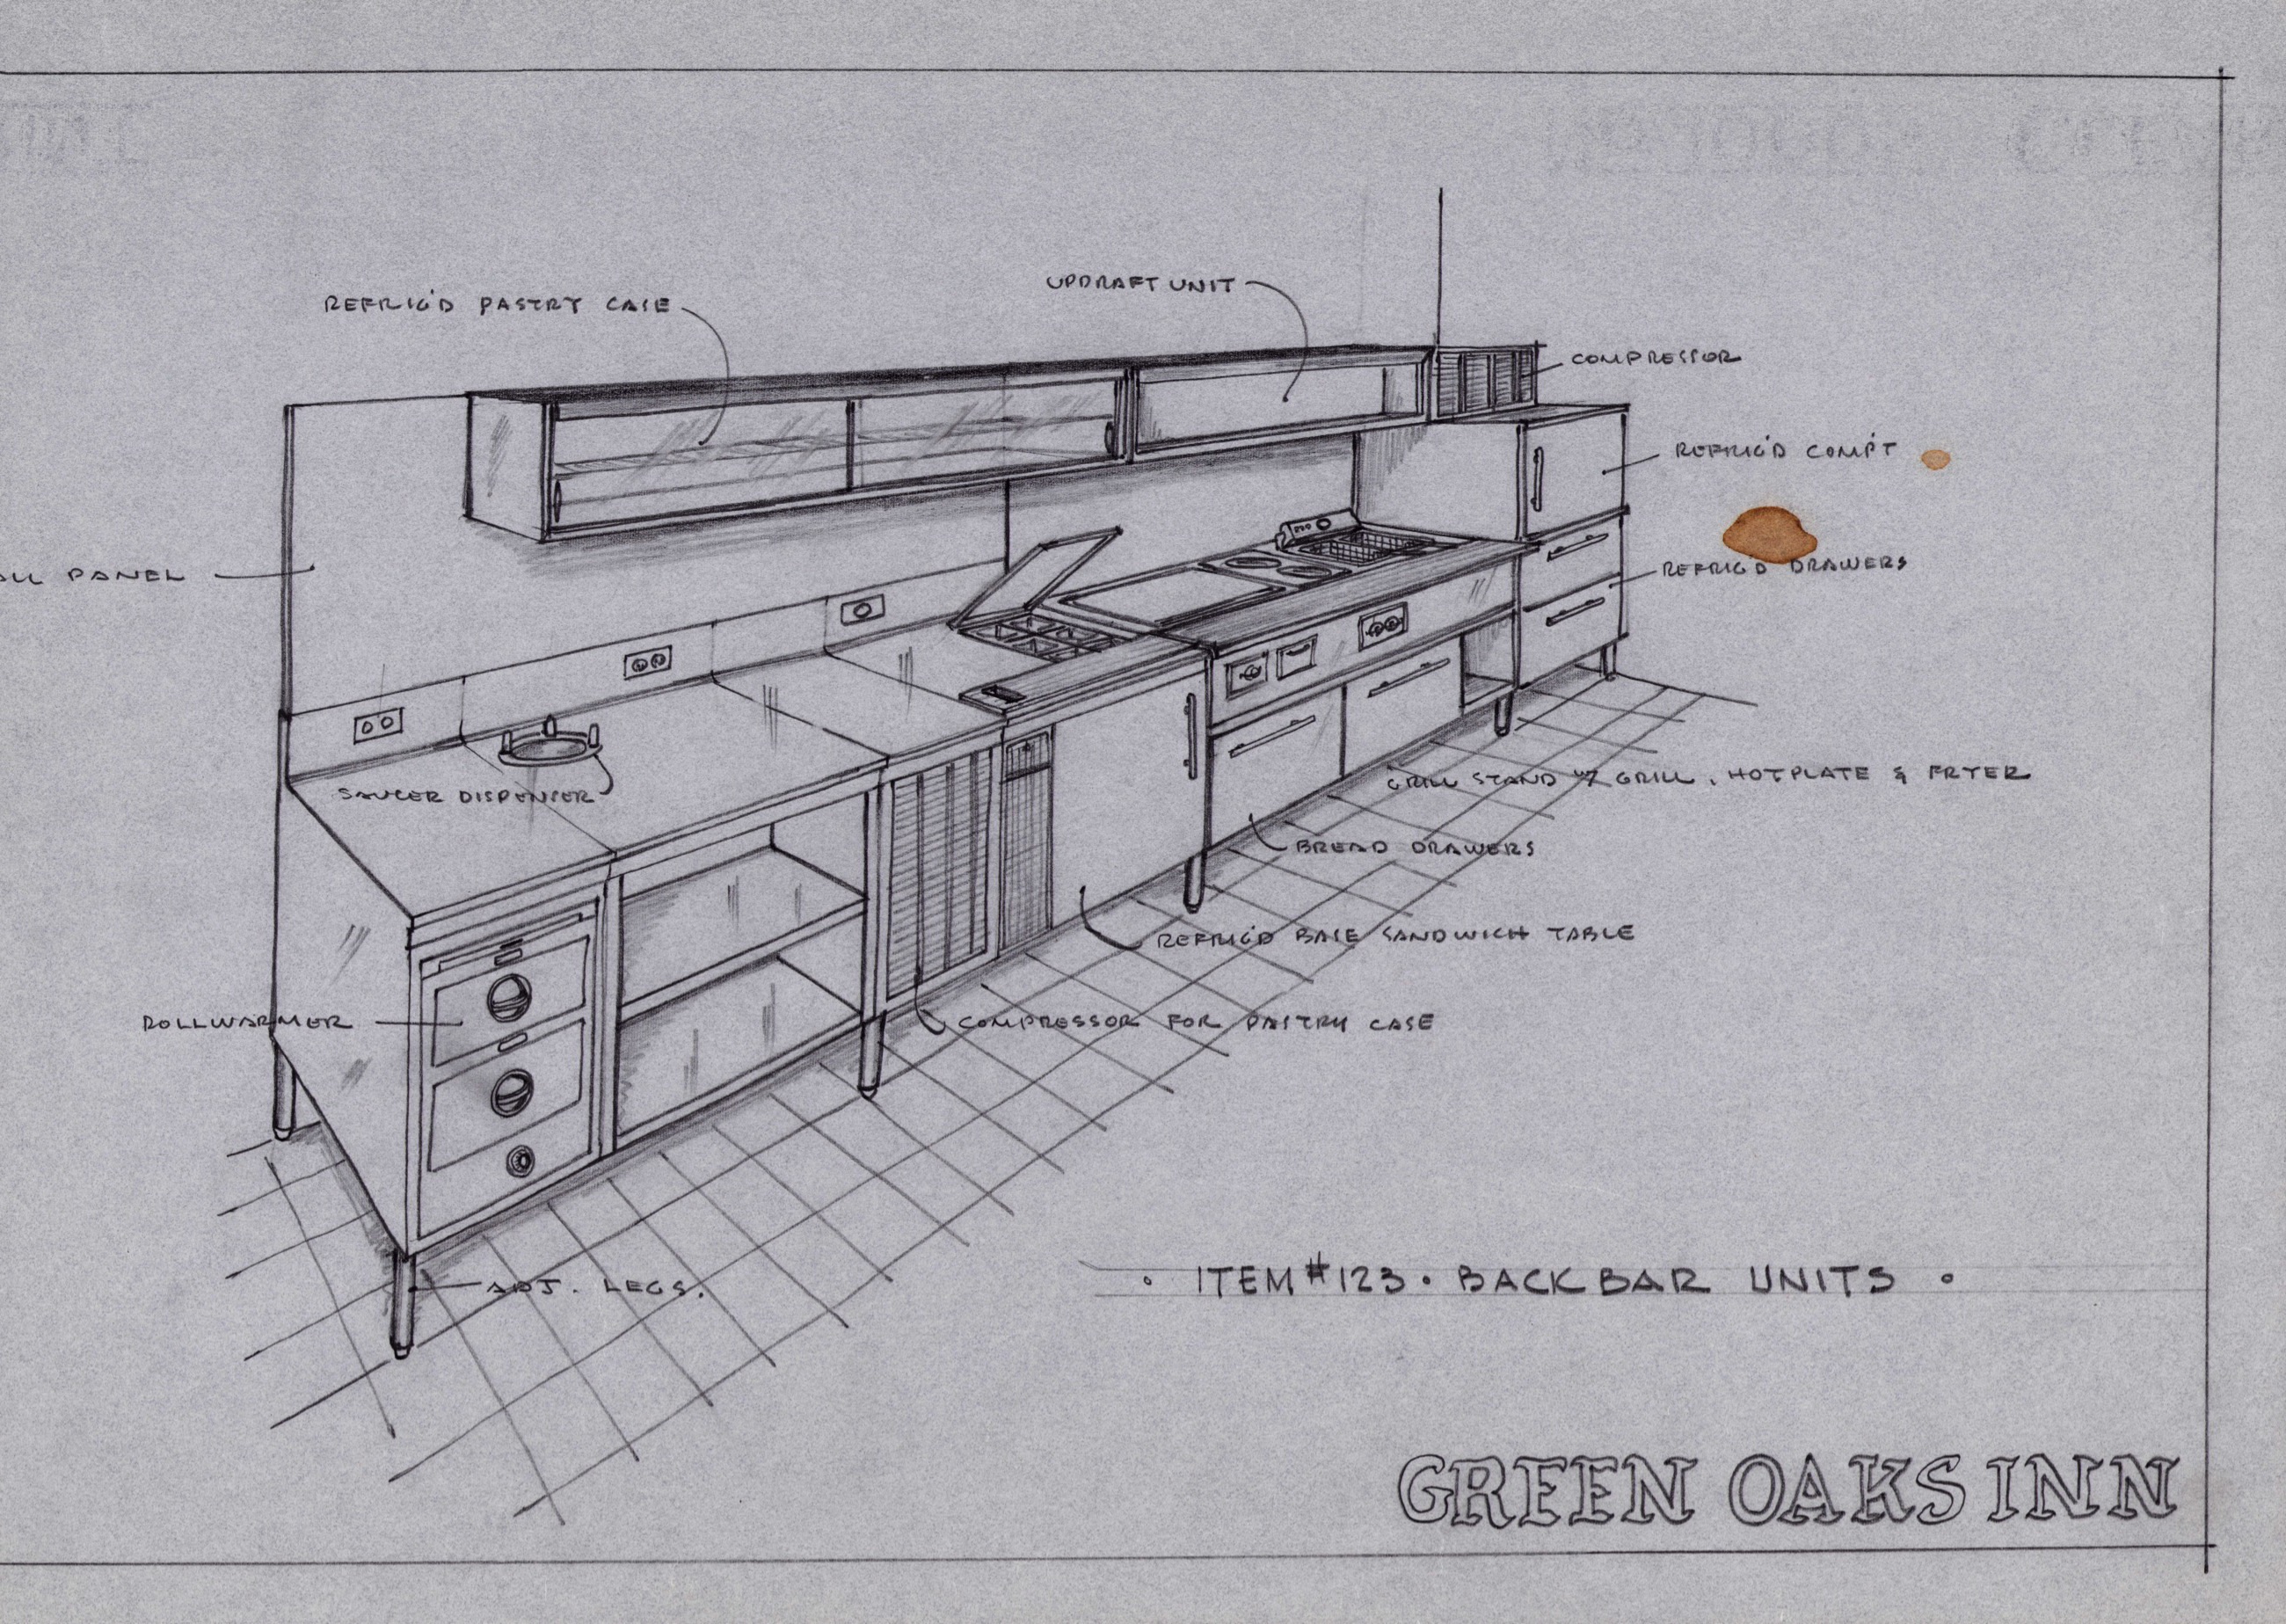 REFRIG'D PASTRY CASE
UPDRAFT UNIT
COMPRESSOR
REFRIG'D COMP'T
REFRIG'D DRAWERS
PANEL
SAUCER DISPENSER
GRILL STAND W/ GRILL, HOTPLATE & FRYER
BREAD DRAWERS
REFRIG'D BASE SANDWICH TABLE
ROLLWARMER
COMPRESSOR FOR PASTRY CASE
ADJ. LEGS.
• ITEM #123 • BACKBAR UNITS •
GREEN OAKS INN